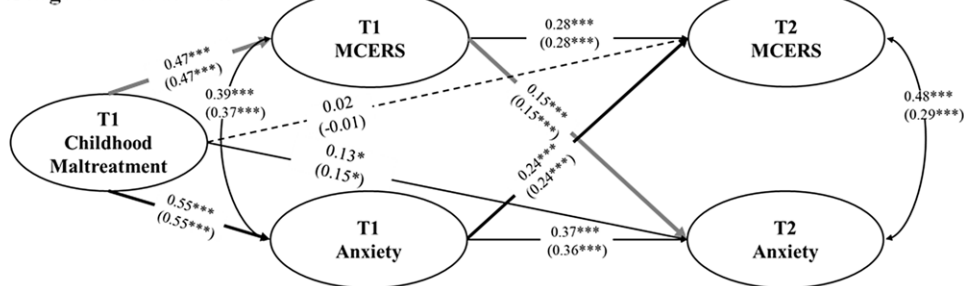 T1
MCERS
0.28***
(0.28***)
T2
MCERS
0.47***
(0.47***)
0.39***
(0.37***)
0.02
(-0.01)
0.15***
(0.15***)
0.48***
(0.29***)
T1
Childhood
Maltreatment
0.13*
(0.15*)
0.24***
(0.24***)
0.55***
(0.55***)
T1
Anxiety
0.37***
(0.36***)
T2
Anxiety